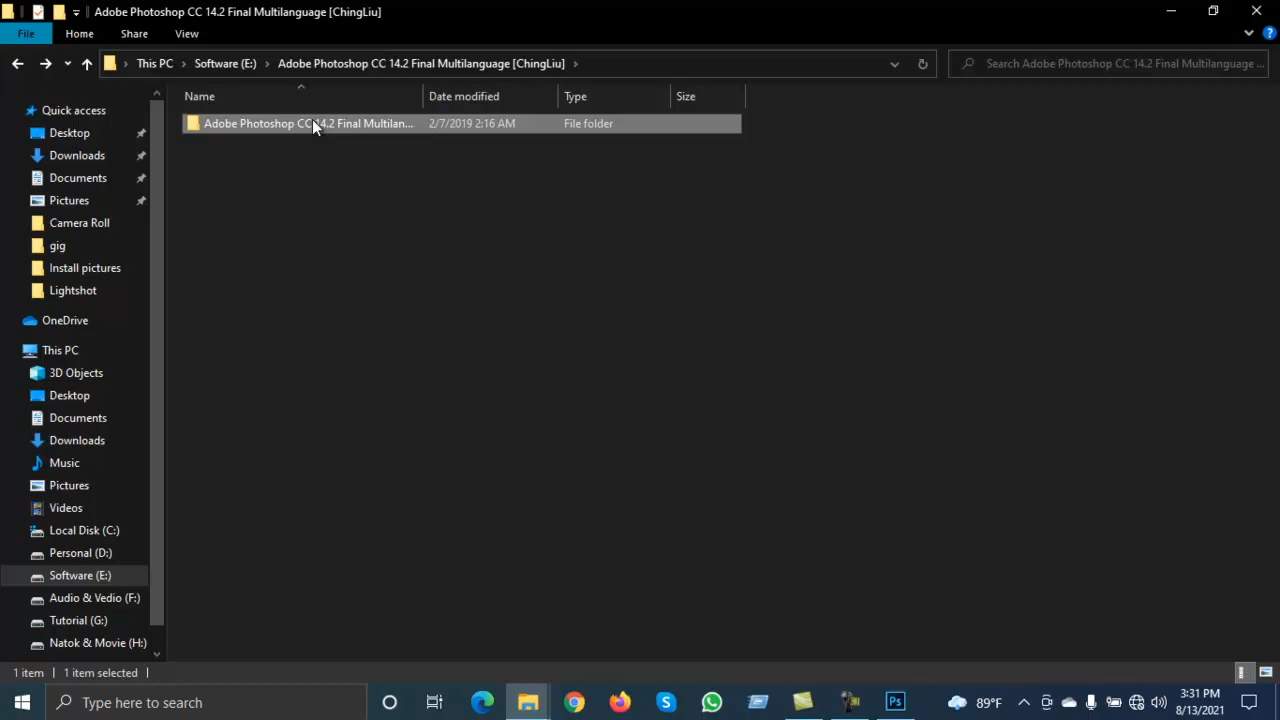 Adobe Photoshop CC 14.2 Final Multilanguage [ChingLiu]
File
Home
Share
View
This PC
Software (E:)
Adobe Photoshop CC 14.2 Final Multilanguage [ChingLiu]
Search Adobe Photoshop CC 14.2 Final Multilanguage ...
Name
Date modified
Type
Size
Adobe Photoshop CC 14.2 Final Multilan...
2/7/2019 2:16 AM
File folder
Quick access
Desktop
Downloads
Documents
Pictures
Camera Roll
gig
Install pictures
Lightshot
OneDrive
This PC
3D Objects
Desktop
Documents
Downloads
Music
Pictures
Videos
Local Disk (C:)
Personal (D:)
Software (E:)
Audio & Vedio (F:)
Tutorial (G:)
Natok & Movie (H:)
1 item
1 item selected
Type here to search
Ps
89°F
3:31 PM
8/13/2021